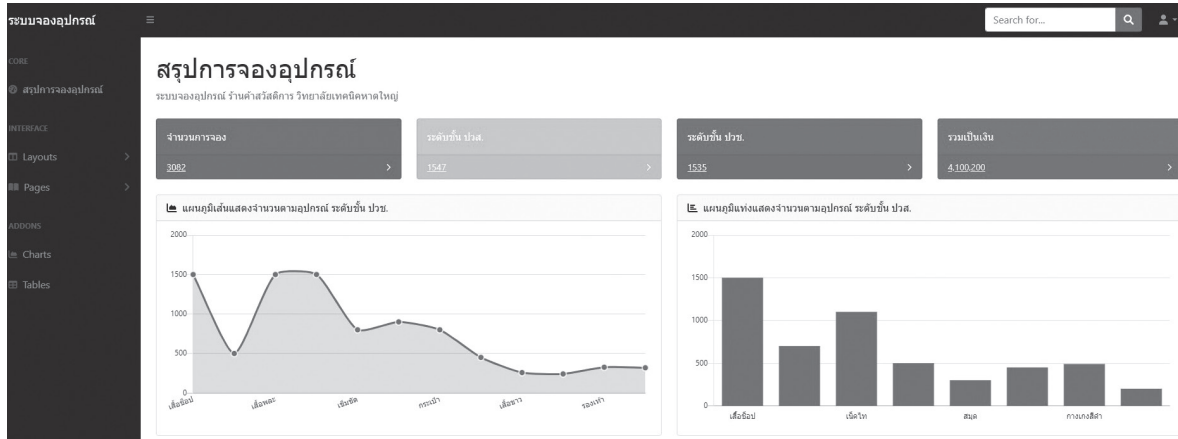 ระบบจองอุปกรณ์
Search for...
CORE
สรุปการจองอุปกรณ์
INTERFACE
Layouts
Pages
ADDONS
Charts
Tables
สรุปการจองอุปกรณ์
ระบบจองอุปกรณ์ ร้านค้าสวัสดิการ วิทยาลัยเทคนิคหาดใหญ่
จำนวนการจอง
3082
ระดับชั้น ปวส.
1547
ระดับชั้น ปวช.
1535
รวมเป็นเงิน
4,100,200
แผนภูมิเส้นแสดงจำนวนตามอุปกรณ์ ระดับชั้น ปวช.
2000
1500
1000
500
0
เสื้อช็อป
เสื้อพละ
เข็มขัด
กระเป๋า
เสื้อขาว
รองเท้า
แผนภูมิแท่งแสดงจำนวนตามอุปกรณ์ ระดับชั้น ปวส.
2000
1500
1000
500
0
เสื้อช็อป
เน็คไท
สมุด
กางเกงสีดำ